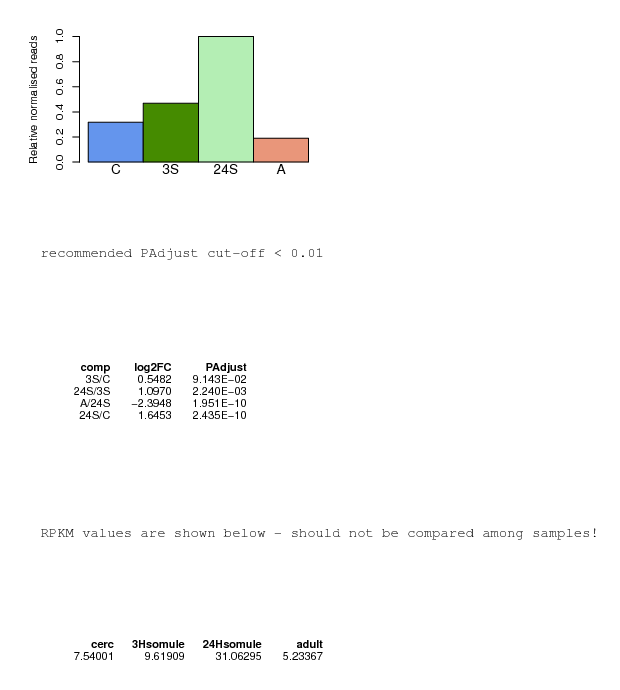 Relative normalised reads
1.0
0.8
0.6
0.4
0.2
0.0
C 3S 24S A
recommended PAdjust cut-off < 0.01
comp log2FC PAdjust
3S/C 0.5482 9.143E-02
24S/3S 1.0970 2.240E-03
A/24S -2.3948 1.951E-10
24S/C 1.6453 2.435E-10
RPKM values are shown below - should not be compared among samples!
cerc 3Hsomule 24Hsomule adult
7.54001 9.61909 31.06295 5.23367